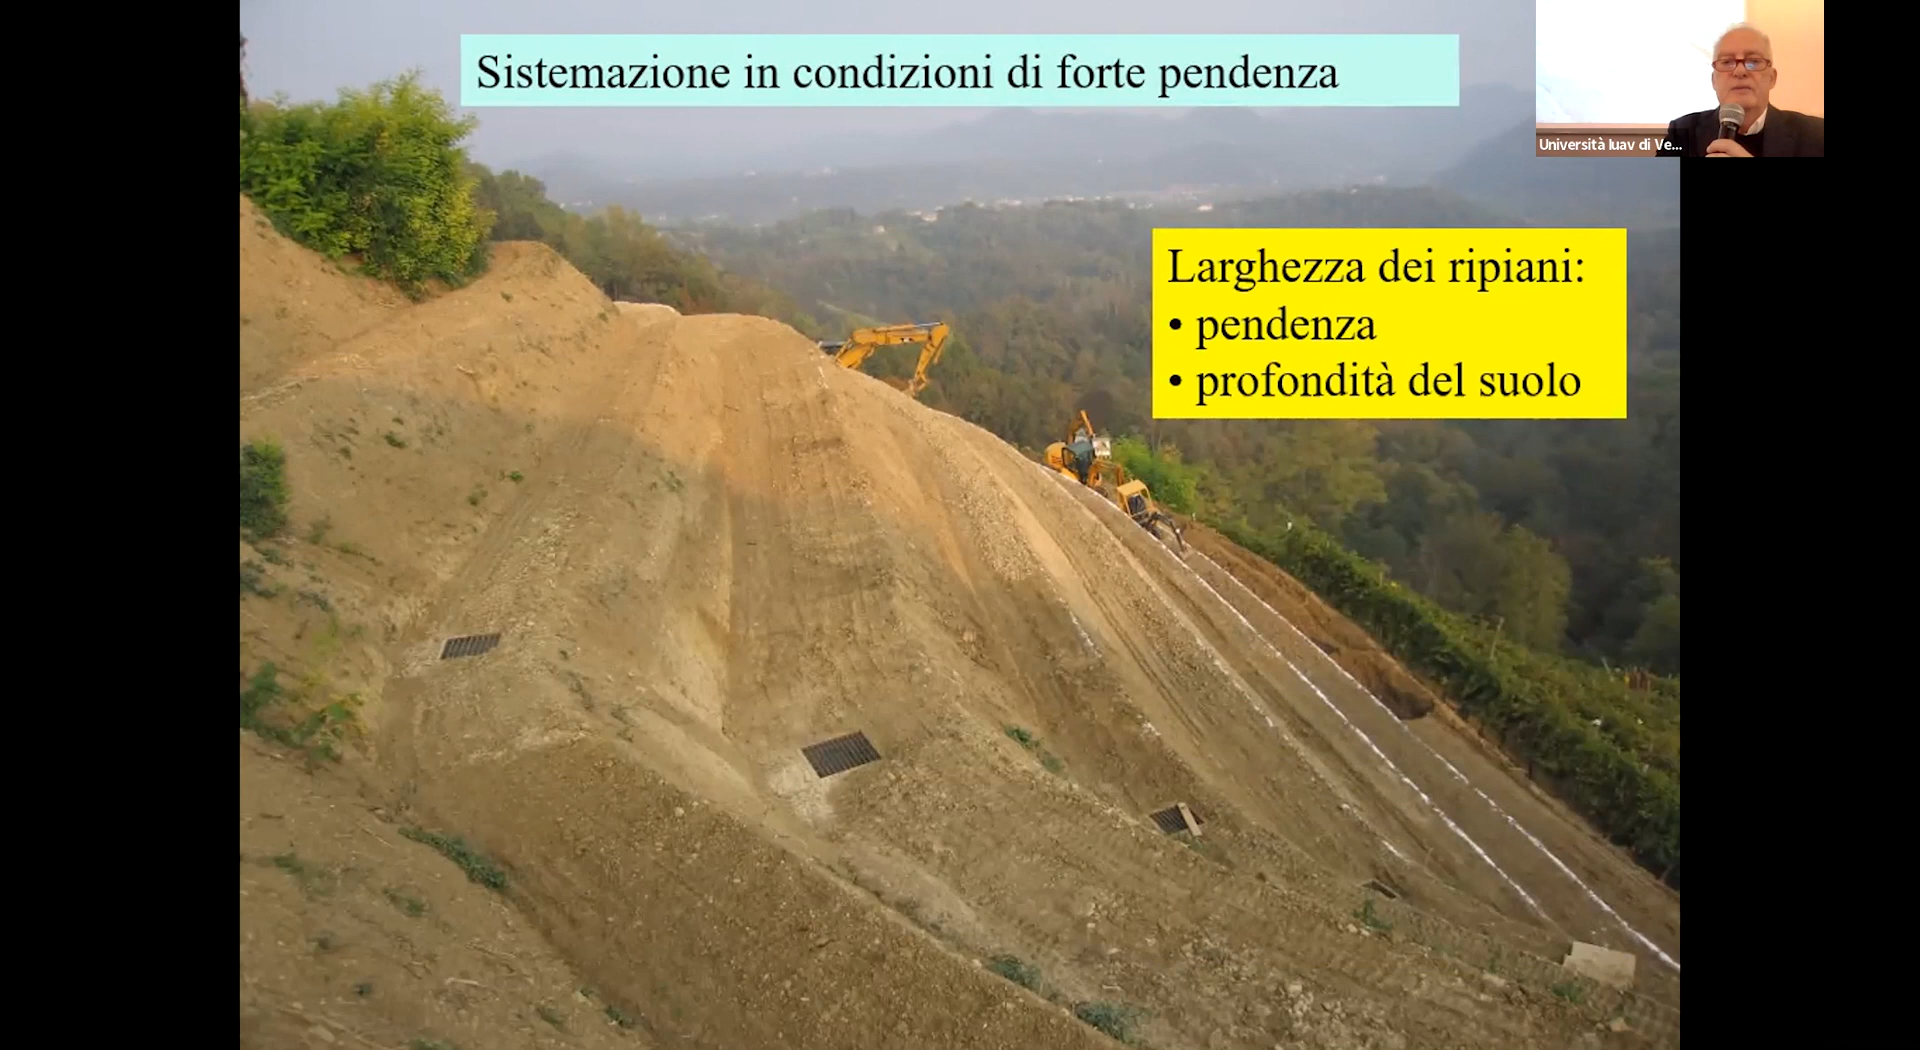 Sistemazione in condizioni di forte pendenza
Università Iuav di Ve...
Larghezza dei ripiani:
• pendenza
• profondità del suolo